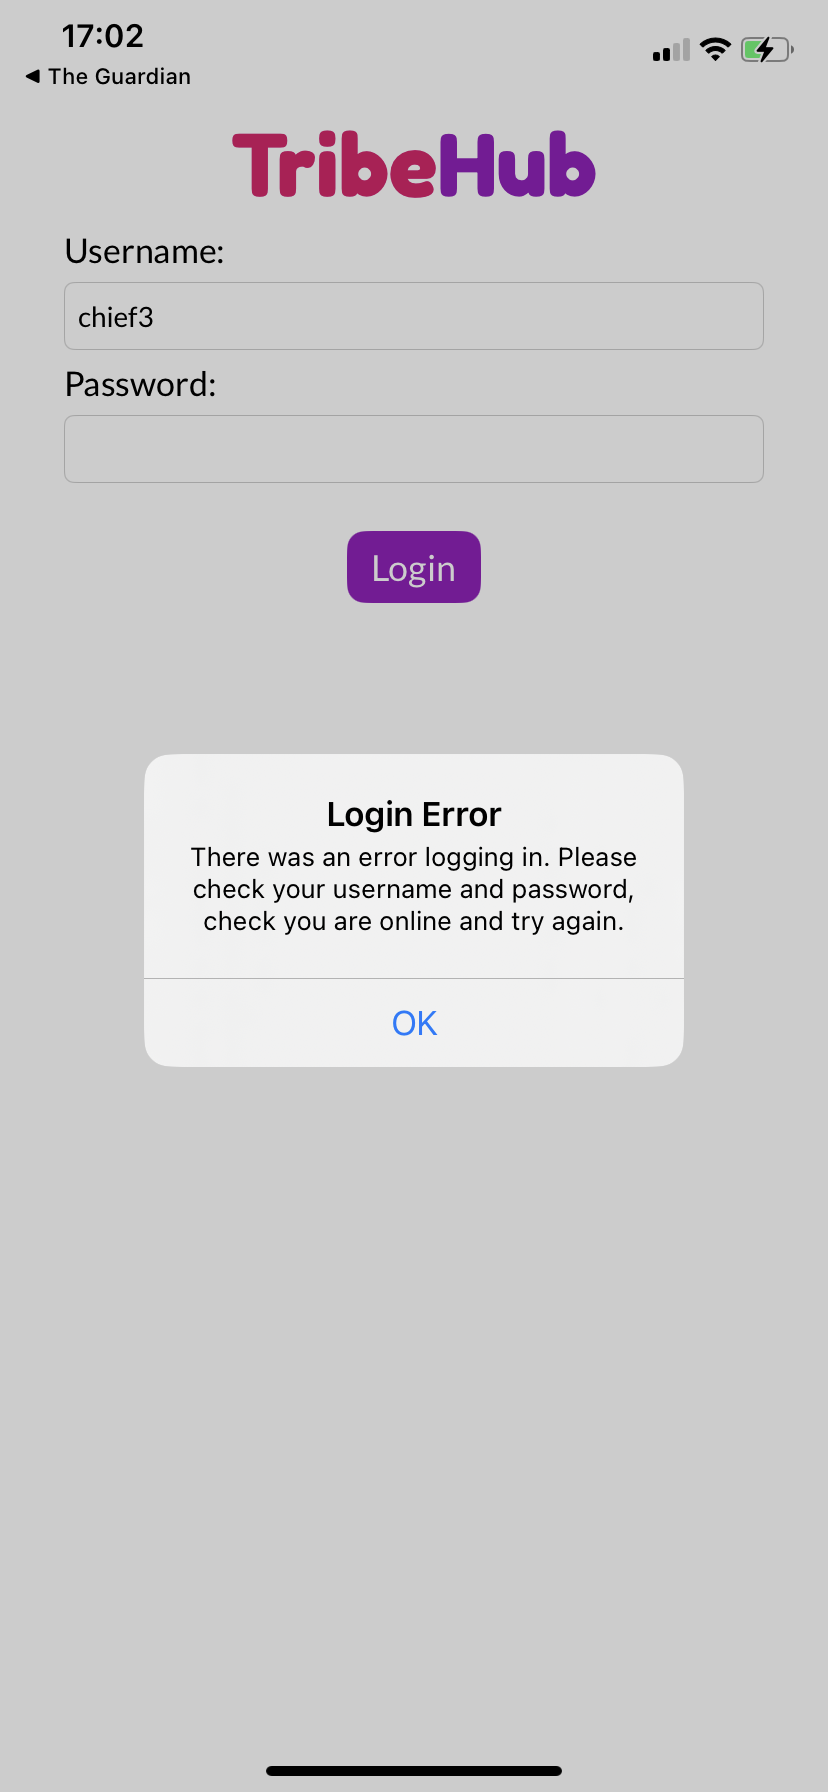 17:02
◀ The Guardian
TribeHub
Username:
chief3
Password:
Login
Login Error
There was an error logging in. Please
check your username and password,
check you are online and try again.
OK